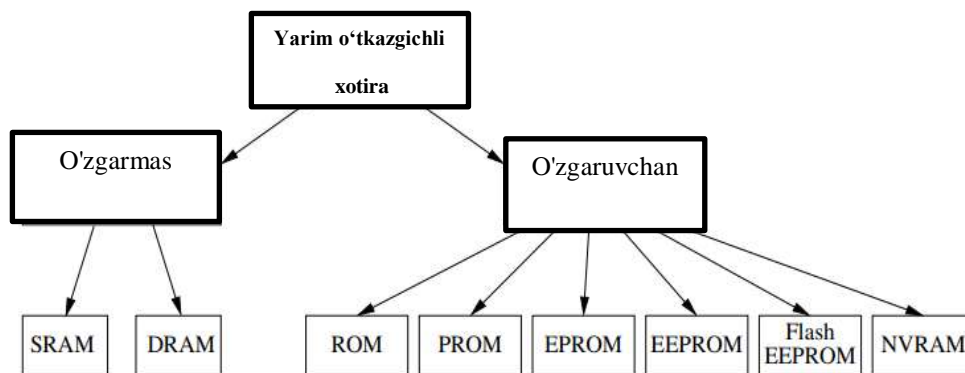 Yarim o‘tkazgichli
xotira
O'zgarmas
O'zgaruvchan
SRAM
DRAM
ROM
PROM
EPROM
EEPROM
Flash
EEPROM
NVRAM